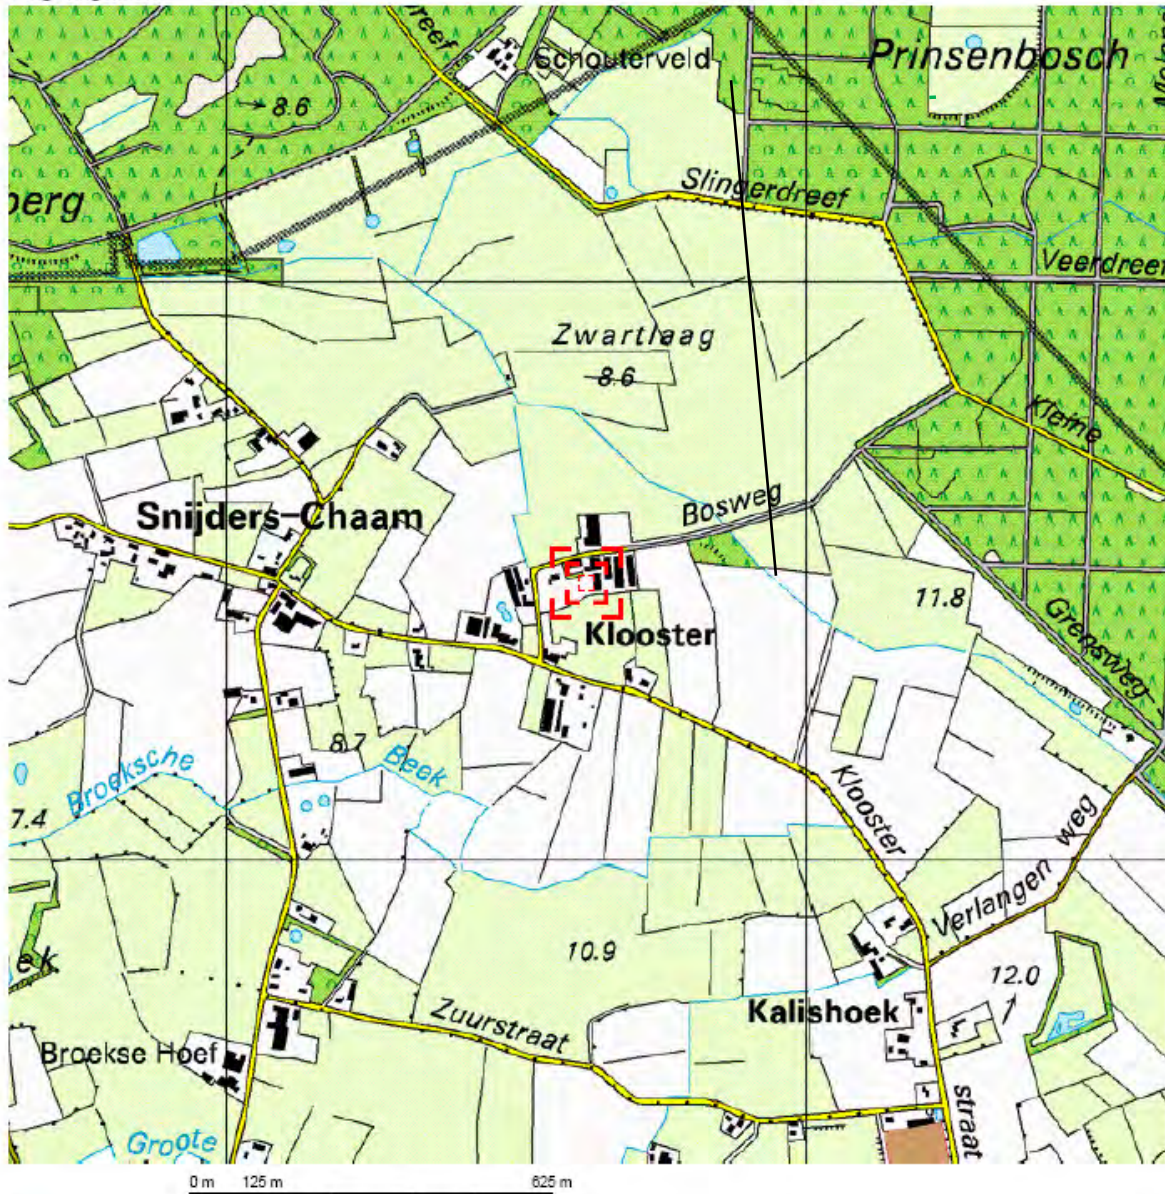 reef
Schouterveld
Prinsenbosch
8.6
berg
Slingerdreef
Veerdreef
Zwartlaag
8.6
Kleine
Bosweg
Snijders-Chaam
11.8
Klooster
Grensweg
8.7
Broeksche
Beek
7.4
Klooster
Verlangen weg
ek
10.9
12.0
Kalishoek
Zuurstraat
Broekse Hoef
straat
Groote
0 m 125 m 625 m